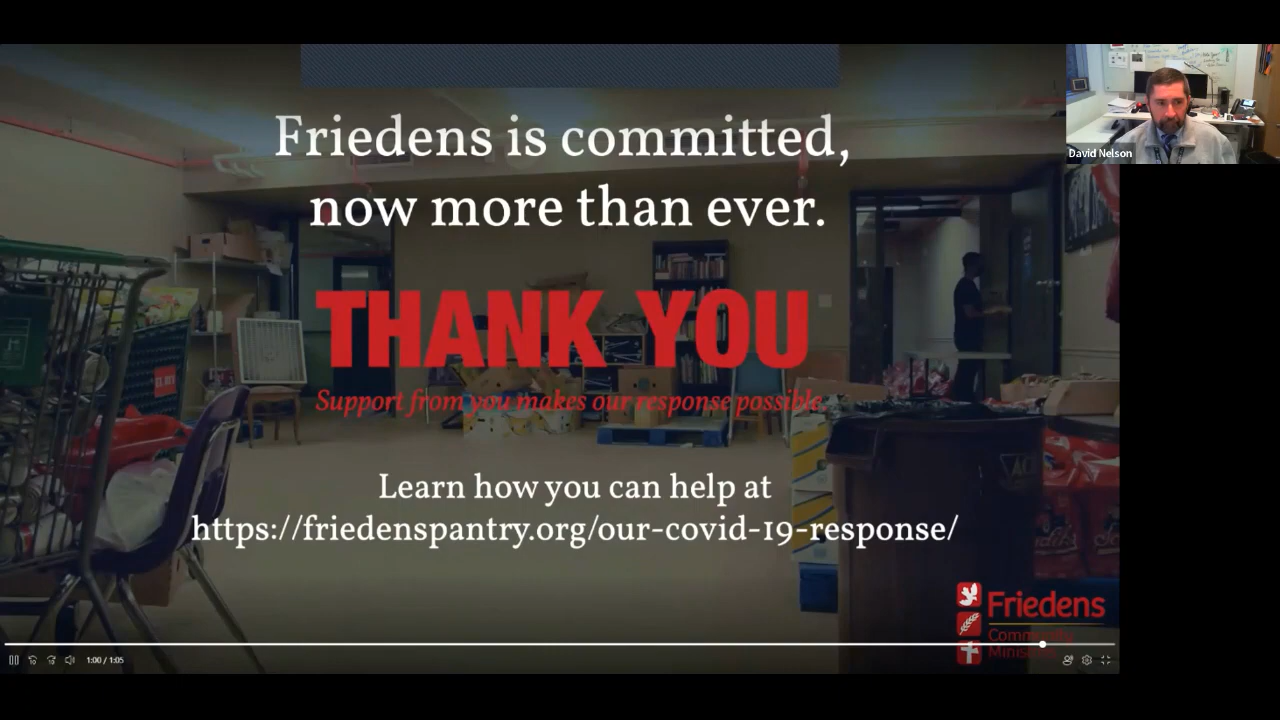 Friedens is committed,
now more than ever.
THANK YOU
Support from you makes our response possible.
Learn how you can help at
https://friedenspantry.org/our-covid-19-response/
Friedens
Community
Ministries
1:00 / 1:05
David Nelson